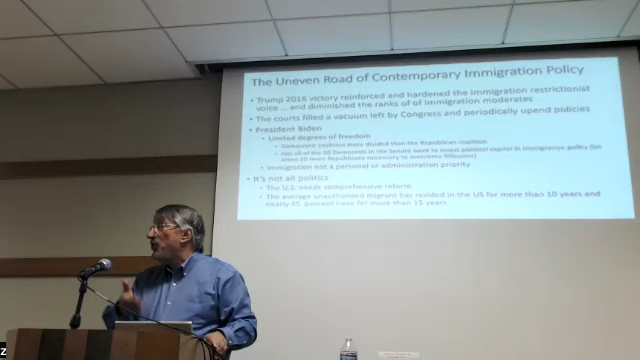 The Uneven Road of Contemporary Immigration Policy
• Trump 2016 victory reinforced and hardened the immigration restrictionist
voice ... and diminished the ranks of of immigration moderates
• The courts filled a vacuum left by Congress and periodically upend policies
• President Biden
• Limited degrees of freedom
• Democratic coalition more divided than the Republican coalition
• Not all of the 50 Democrats in the Senate want to invest political capital in immigration policy (let
alone 10 more Republicans necessary to overcome filibuster)
• Immigration not a personal or administration priority
• It's not all politics
• The U.S. needs comprehensive reform
• The average unauthorized migrant has resided in the US for more than 10 years and
nearly 45 percent have for more than 15 years
Z